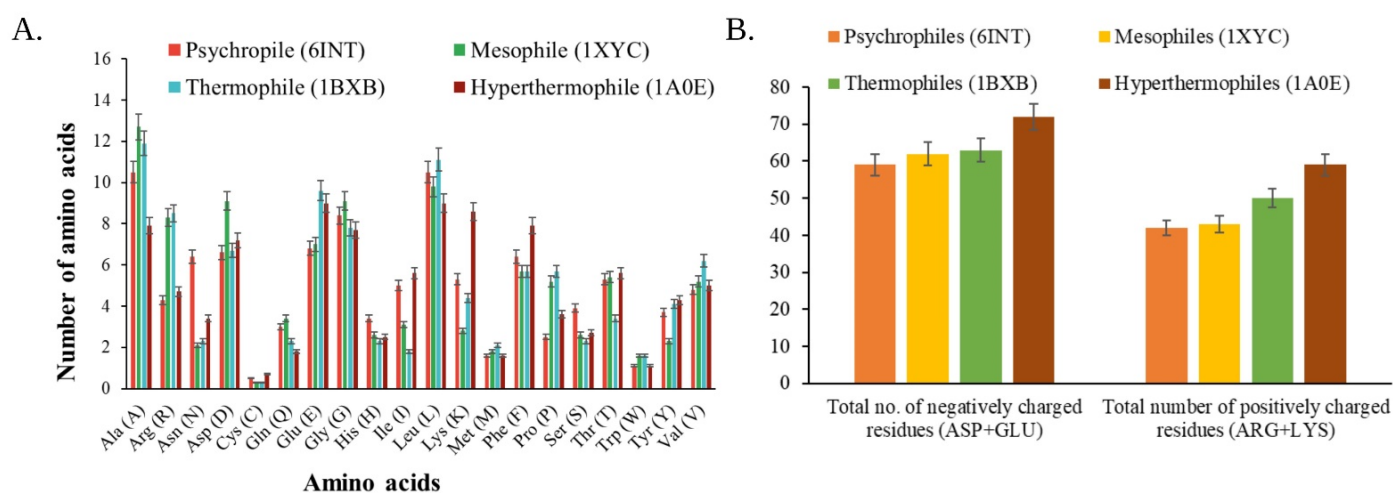 A.
Psychropile (6INT)
Mesophile (1XYC)
Thermophile (1BXB)
Hyperthermophile (1A0E)
Number of amino acids
16
14
12
10
8
6
4
2
0
Ala (A)
Arg (R)
Asn (N)
Asp (D)
Cys (C)
Gln (Q)
Glu (E)
Gly (G)
His (H)
Ile (I)
Leu (L)
Lys (K)
Met (M)
Phe (F)
Pro (P)
Ser (S)
Thr (T)
Trp (W)
Tyr (Y)
Val (V)
Amino acids
B.
Psychrophiles (6INT)
Mesophiles (1XYC)
Thermophiles (1BXB)
Hyperthermophiles (1A0E)
80
70
60
50
40
30
20
10
0
Total no. of negatively charged
residues (ASP+GLU)
Total number of positively charged
residues (ARG+LYS)